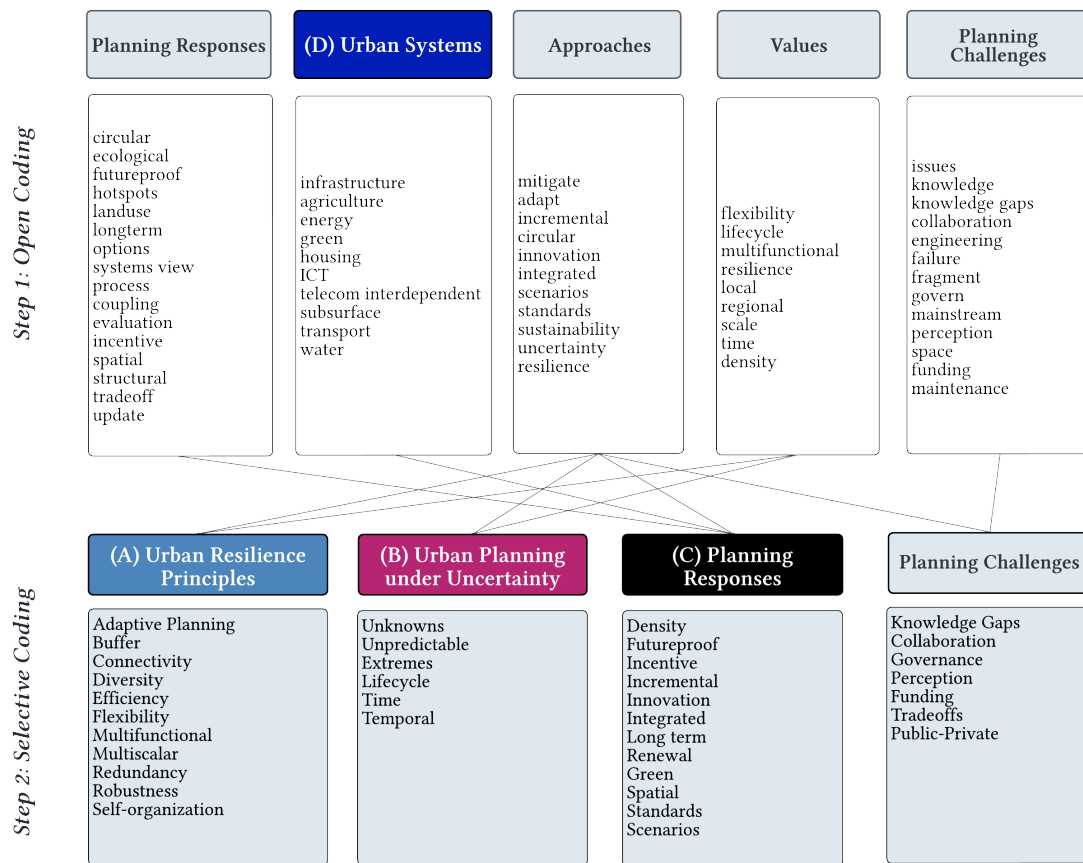 Planning Responses
(D) Urban Systems
Approaches
Values
Planning
Challenges
Step 1: Open Coding
circular
ecological
futureproof
hotspots
landuse
longterm
options
systems view
process
coupling
evaluation
incentive
spatial
structural
tradeoff
update
infrastructure
agriculture
energy
green
housing
ICT
telecom interdependent
subsurface
transport
water
mitigate
adapt
incremental
circular
innovation
integrated
scenarios
standards
sustainability
uncertainty
resilience
flexibility
lifecycle
multifunctional
resilience
local
regional
scale
time
density
issues
knowledge
knowledge gaps
collaboration
engineering
failure
fragment
govern
mainstream
perception
space
funding
maintenance
Step 2: Selective Coding
(A) Urban Resilience
Principles
(B) Urban Planning
under Uncertainty
(C) Planning
Responses
Planning Challenges
Adaptive Planning
Buffer
Connectivity
Diversity
Efficiency
Flexibility
Multifunctional
Multiscalar
Redundancy
Robustness
Self-organization
Unknowns
Unpredictable
Extremes
Lifecycle
Time
Temporal
Density
Futureproof
Incentive
Incremental
Innovation
Integrated
Long term
Renewal
Green
Spatial
Standards
Scenarios
Knowledge Gaps
Collaboration
Governance
Perception
Funding
Tradeoffs
Public-Private